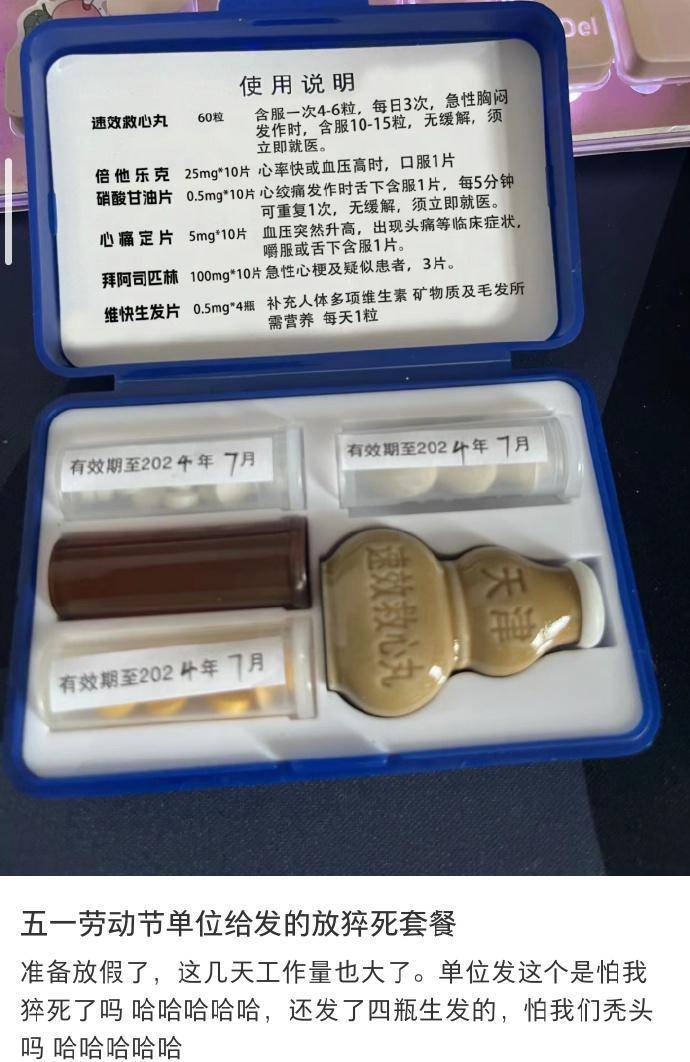 Del
使用说明
速效救心丸 60粒 含服一次4-6粒，每日3次，急性胸闷
发作时，含服10-15粒，无缓解，须
立即就医。
倍他乐克 25mg*10片 心率快或血压高时，口服1片
硝酸甘油片 0.5mg*10片 心绞痛发作时舌下含服1片，每5分钟
可重复1次，无缓解，须立即就医。
心痛定片 5mg*10片 血压突然升高，出现头痛等临床症状，
嚼服或舌下含服1片。
拜阿司匹林 100mg*10片 急性心梗及疑似患者，3片。
维快生发片 0.5mg*4瓶 补充人体多项维生素 矿物质及毛发所
需营养 每天1粒
有效期至2024年7月
有效期至2024年7月
速效救心丸
天津
有效期至2024年7月
五一劳动节单位给发的放猝死套餐
准备放假了，这几天工作量也大了。单位发这个是怕我
猝死了吗 哈哈哈哈哈，还发了四瓶生发的，怕我们秃头
吗 哈哈哈哈哈